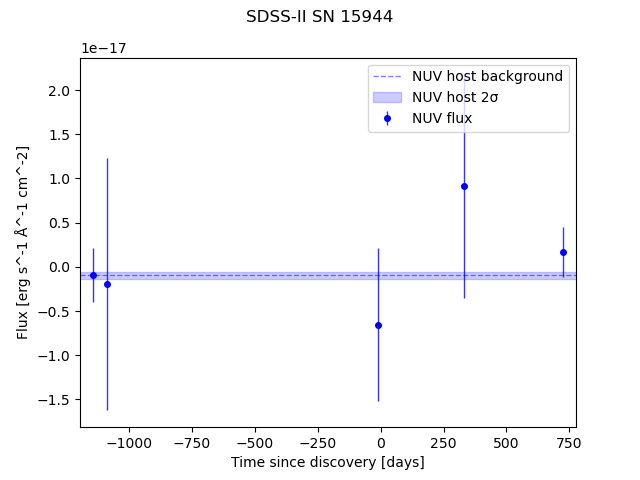 SDSS-II SN 15944
1e−17
NUV host background
NUV host 2σ
NUV flux
2.0
1.5
1.0
0.5
0.0
−0.5
−1.0
−1.5
Flux [erg s^-1 Å^-1 cm^-2]
−1000
−750
−500
−250
0
250
500
750
Time since discovery [days]